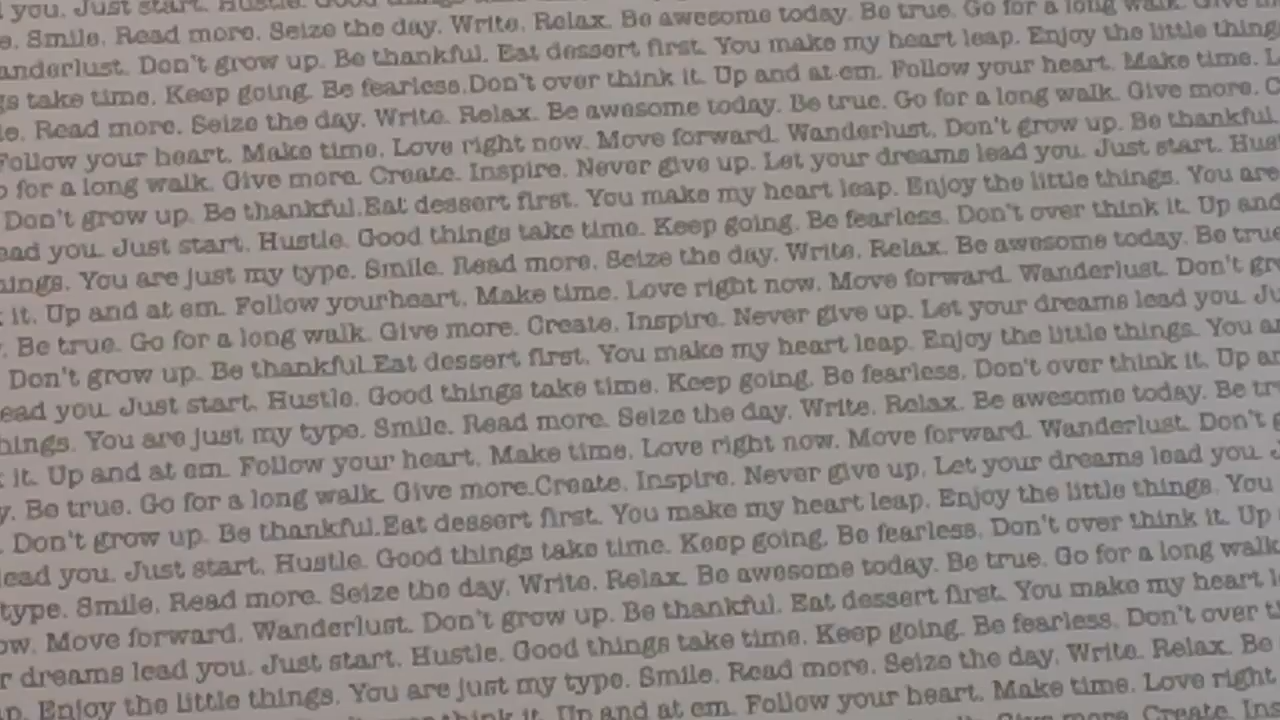 you. Just start. Hustle. Good things
Smile. Read more. Seize the day. Write. Relax. Be awesome today. Be true. Go for a long walk. Give
Don't grow up. Be thankful. Eat dessert first. You make my heart leap. Enjoy the little
take time. Keep going. Be fearless.Don't over think it. Up and at em. Follow your heart. Make time.
Read more. Seize the day. Write. Relax. Be awesome today. Be true. Go for a long walk. Give more.
Follow your heart. Make time. Love right now. Move forward. Wanderlust. Don't grow up. Be thankful.
for a long walk. Give more. Create. Inspire. Never give up. Let your dreams lead you. Just start.
Don't grow up. Be thankful.Eat dessert first. You make my heart leap. Enjoy the little things. You are
you. Just start. Hustle. Good things take time. Keep going. Be fearless. Don't over think it. Up and
You are just my type. Smile. Read more. Seize the day. Write. Relax. Be awesome today. Be true
it. Up and at em. Follow yourheart. Make time. Love right now. Move forward. Wanderlust. Don't
Be true. Go for a long walk. Give more. Create. Inspire. Never give up. Let your dreams lead you.
Don't grow up. Be thankful.Eat dessert first. You make my heart leap. Enjoy the little things. You
you. Just start. Hustle. Good things take time. Keep going. Be fearless. Don't over think it. Up
You are just my type. Smile. Read more. Seize the day. Write. Relax. Be awesome today. Be
it. Up and at em. Follow your heart. Make time. Love right now. Move forward. Wanderlust. Don't
Be true. Go for a long walk. Give more.Create. Inspire. Never give up. Let your dreams lead you.
Don't grow up. Be thankful.Eat dessert first. You make my heart leap. Enjoy the little things. You
lead you. Just start. Hustle. Good things take time. Keep going. Be fearless. Don't over think it. Up
type. Smile. Read more. Seize the day. Write. Relax. Be awesome today. Be true. Go for a long walk
Move forward. Wanderlust. Don't grow up. Be thankful. Eat dessert first. You make my heart
dreams lead you. Just start. Hustle. Good things take time. Keep going. Be fearless. Don't over
Enjoy the little things. You are just my type. Smile. Read more. Seize the day. Write. Relax. Be
think it. Up and at em. Follow your heart. Make time. Love right
Give more. Create.